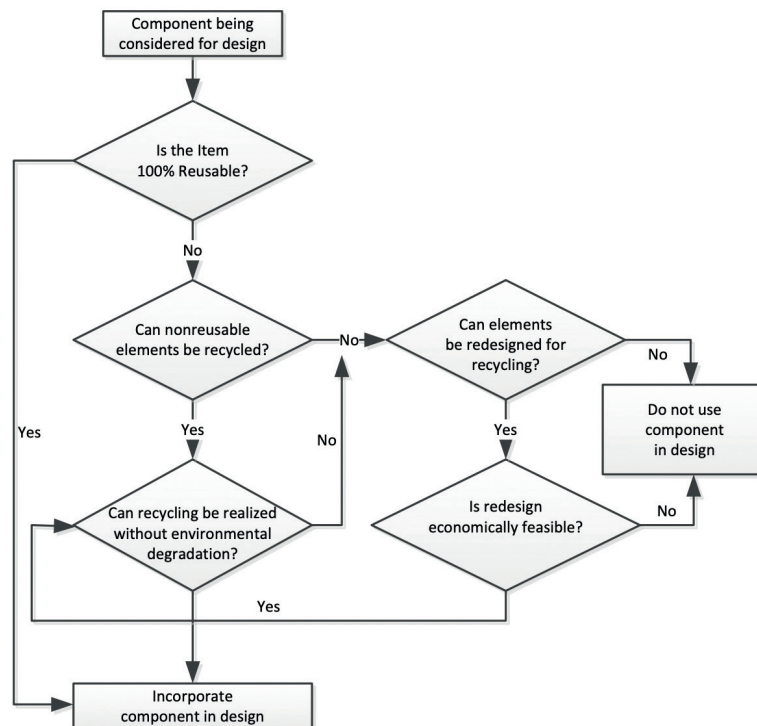 Component being
considered for design
Is the Item
100% Reusable?
No
Can nonreusable
elements be recycled?
No
Can elements
be redesigned for
recycling?
No
Do not use
component
in design
Yes
Yes
No
Yes
Can recycling be realized
without environmental
degradation?
Is redesign
economically feasible?
No
Yes
Incorporate
component in design